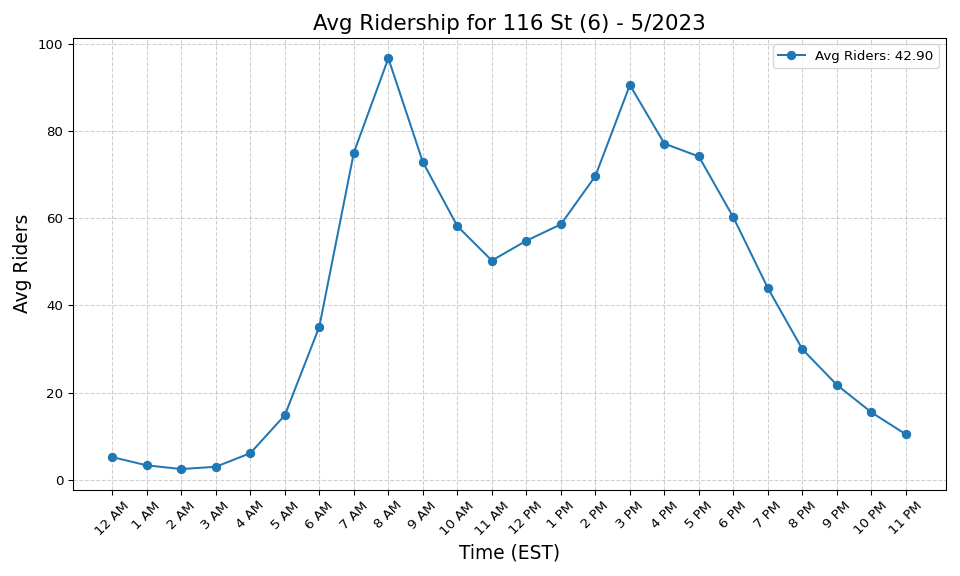 Avg Ridership for 116 St (6) - 5/2023
Avg Riders: 42.90
Avg Riders
100
80
60
40
20
0
12 AM
1 AM
2 AM
3 AM
4 AM
5 AM
6 AM
7 AM
8 AM
9 AM
10 AM
11 AM
12 PM
1 PM
2 PM
3 PM
4 PM
5 PM
6 PM
7 PM
8 PM
9 PM
10 PM
11 PM
Time (EST)